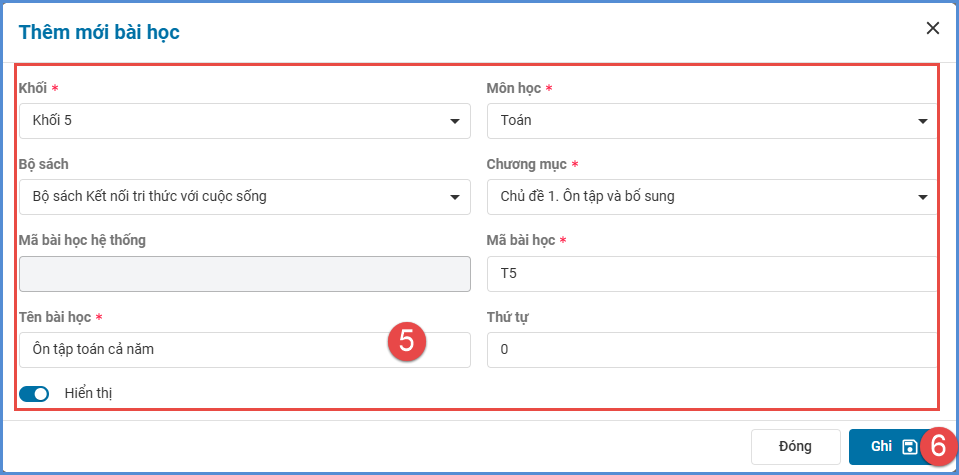 Thêm mới bài học
Khối * Môn học *
Khối 5 Toán
Bộ sách Chương mục *
Bộ sách Kết nối tri thức với cuộc sống Chủ đề 1. Ôn tập và bổ sung
Mã bài học hệ thống Mã bài học *
T5
Tên bài học * Thứ tự
Ôn tập toán cả năm 5 0
Hiển thị
Đóng Ghi 6